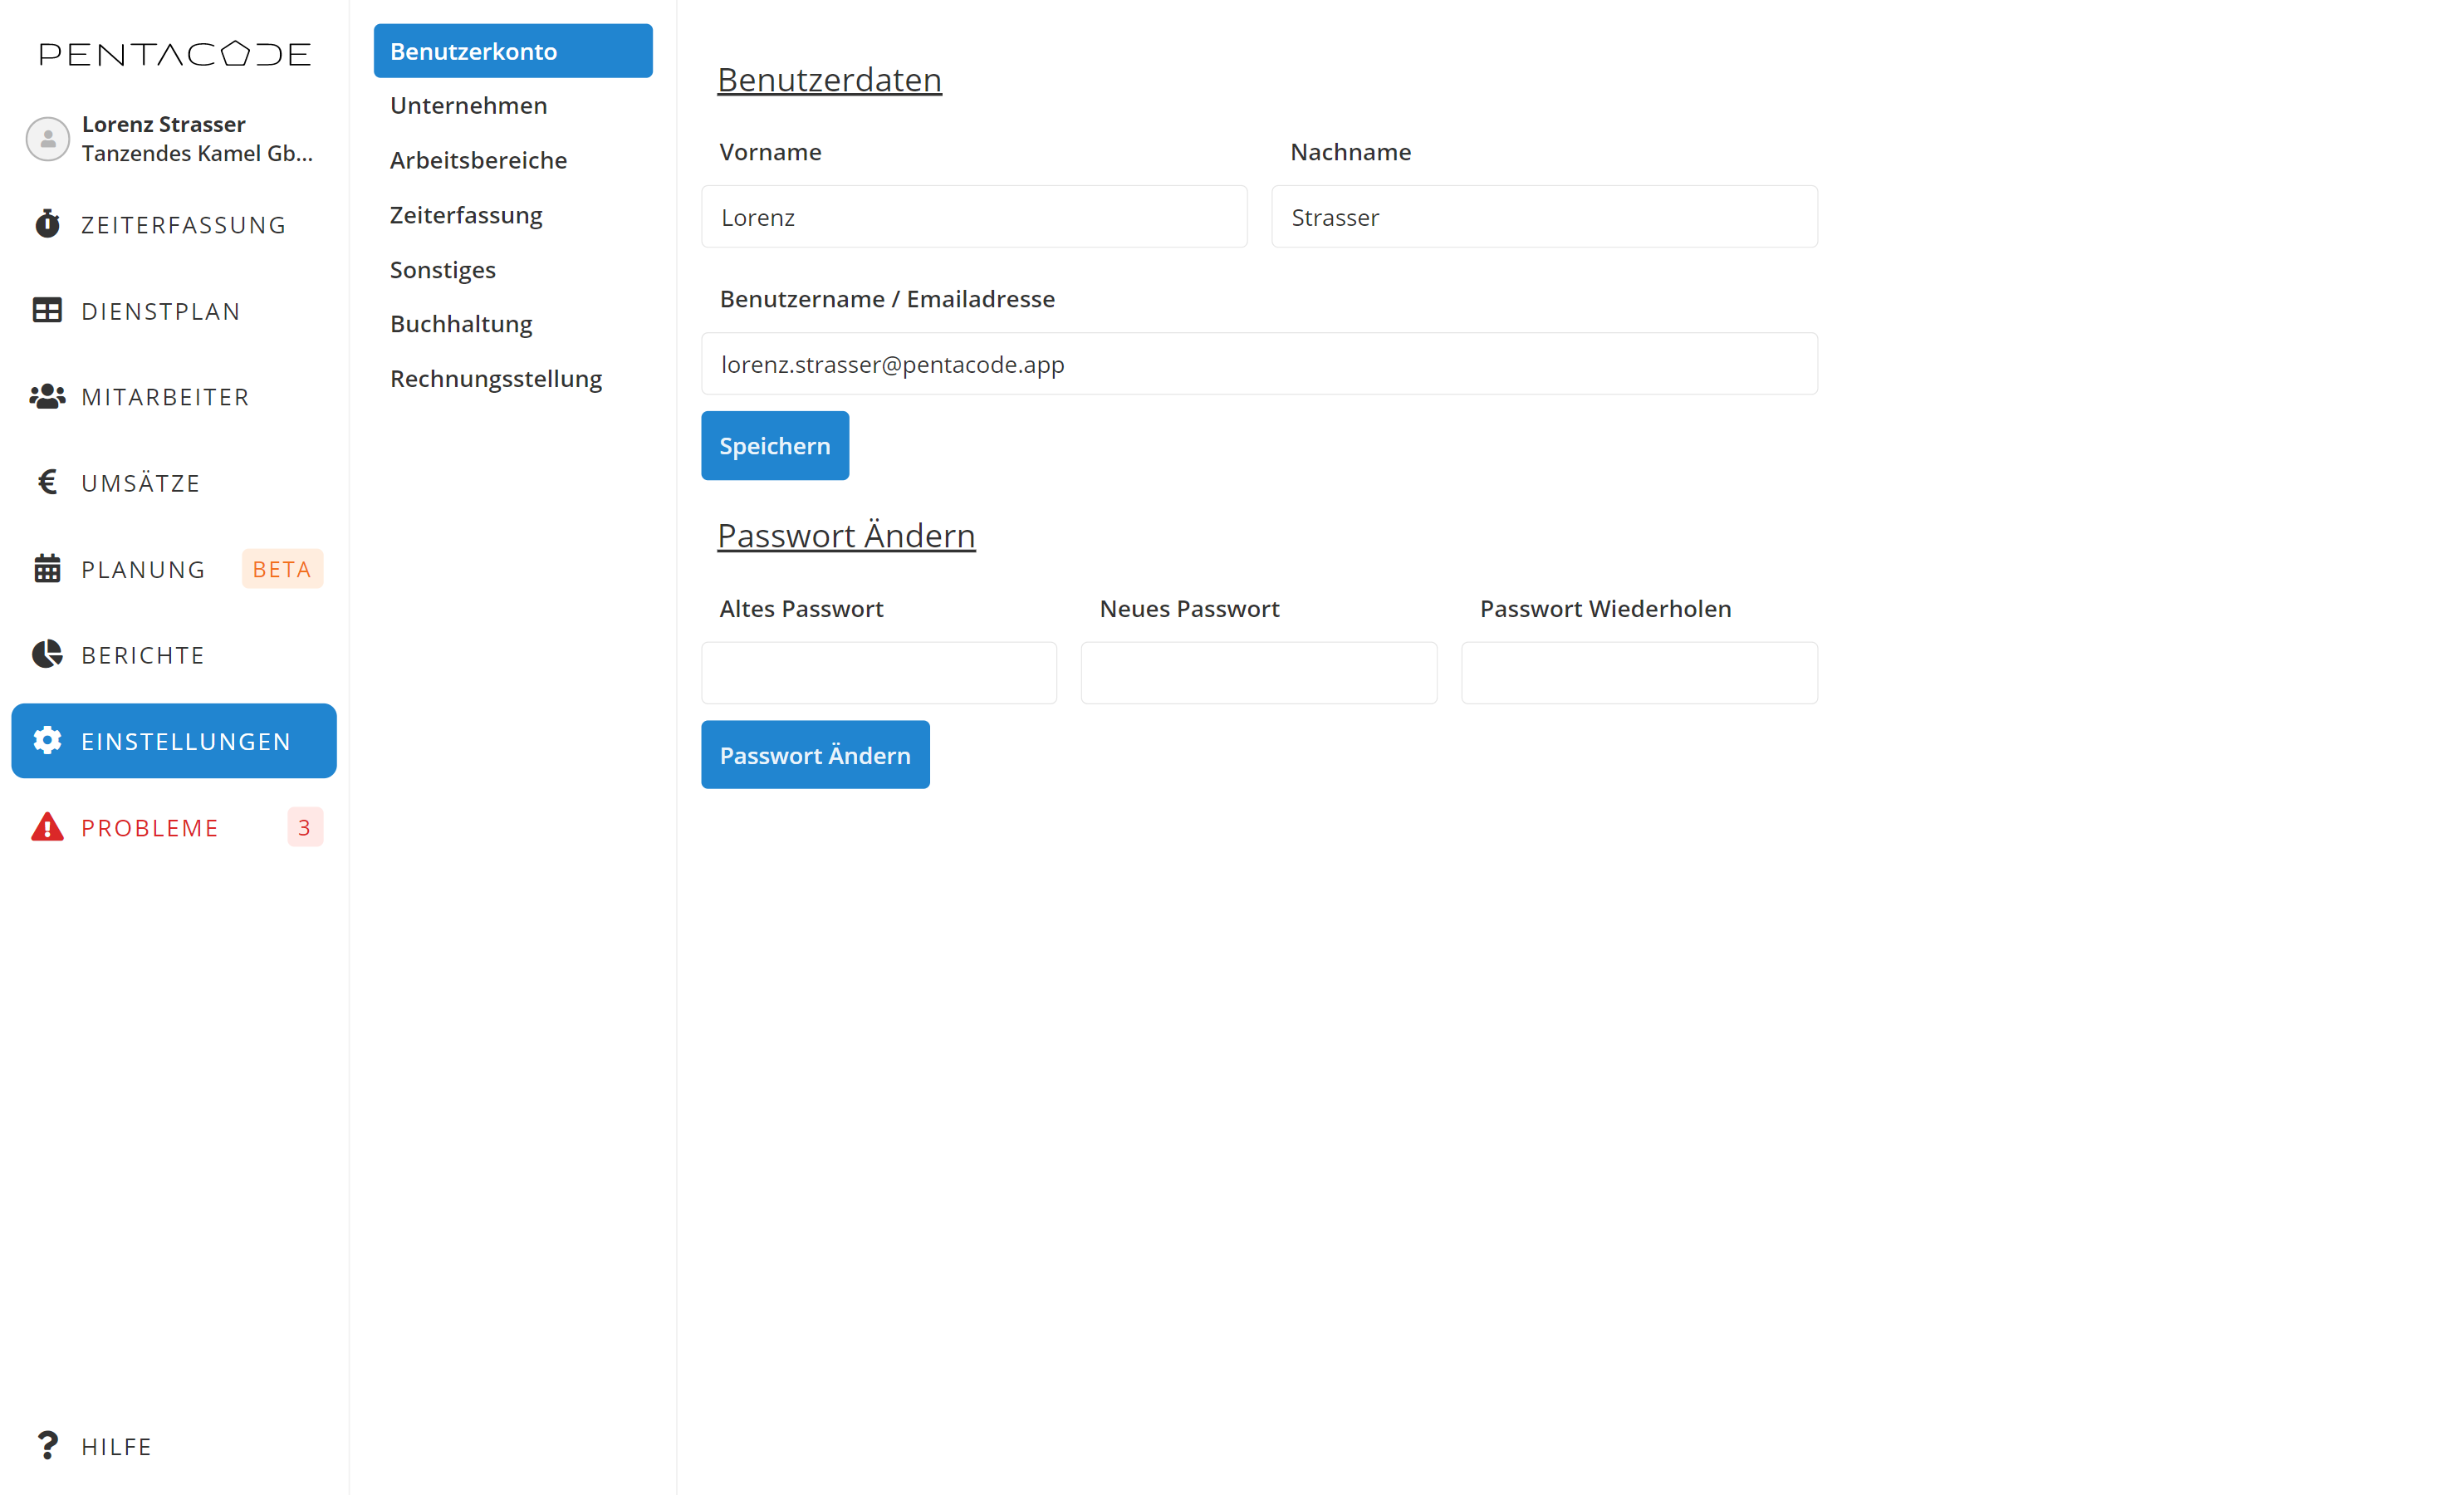 PENTACODE
Lorenz Strasser
Tanzendes Kamel Gb...
ZEITERFASSUNG
DIENSTPLAN
MITARBEITER
UMSÄTZE
PLANUNG BETA
BERICHTE
EINSTELLUNGEN
PROBLEME 3
HILFE
Benutzerkonto
Unternehmen
Arbeitsbereiche
Zeiterfassung
Sonstiges
Buchhaltung
Rechnungsstellung
Benutzerdaten
Vorname Nachname
Lorenz Strasser
Benutzername / Emailadresse
lorenz.strasser@pentacode.app
Speichern
Passwort Ändern
Altes Passwort Neues Passwort Passwort Wiederholen
Passwort Ändern